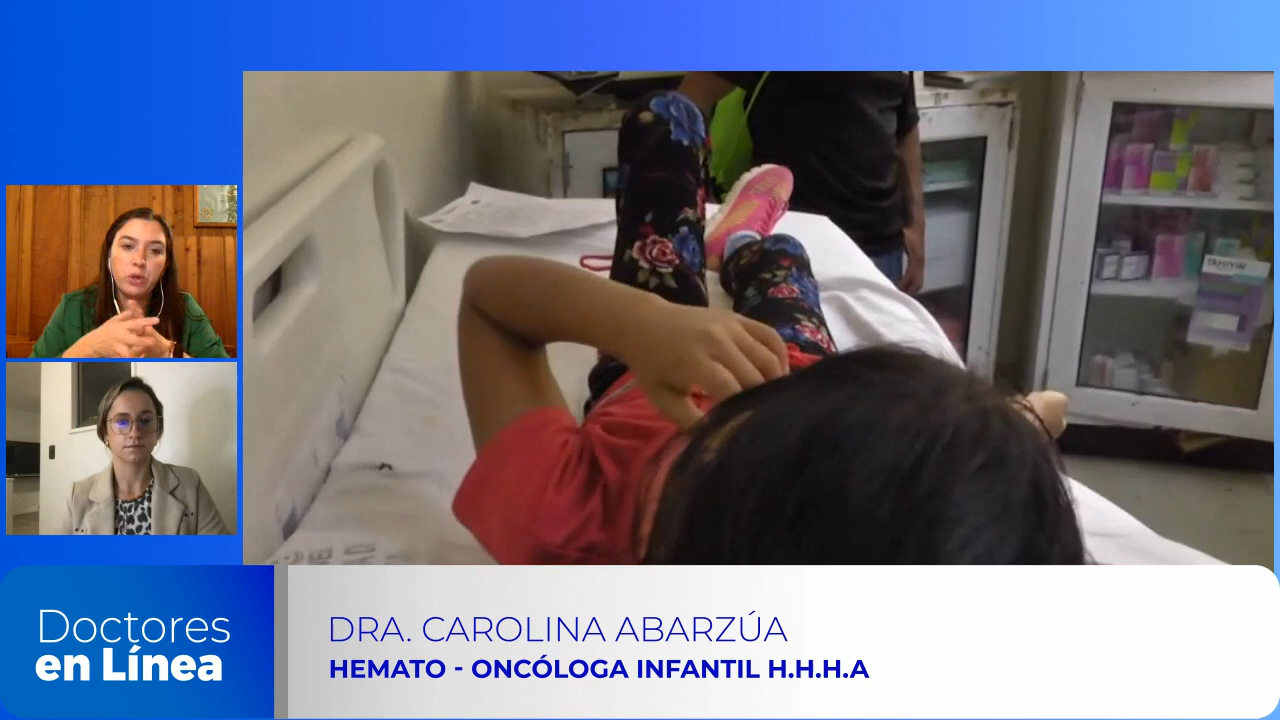 Doctores
en Línea
DRA. CAROLINA ABARZÚA
HEMATO - ONCÓLOGA INFANTIL H.H.H.A